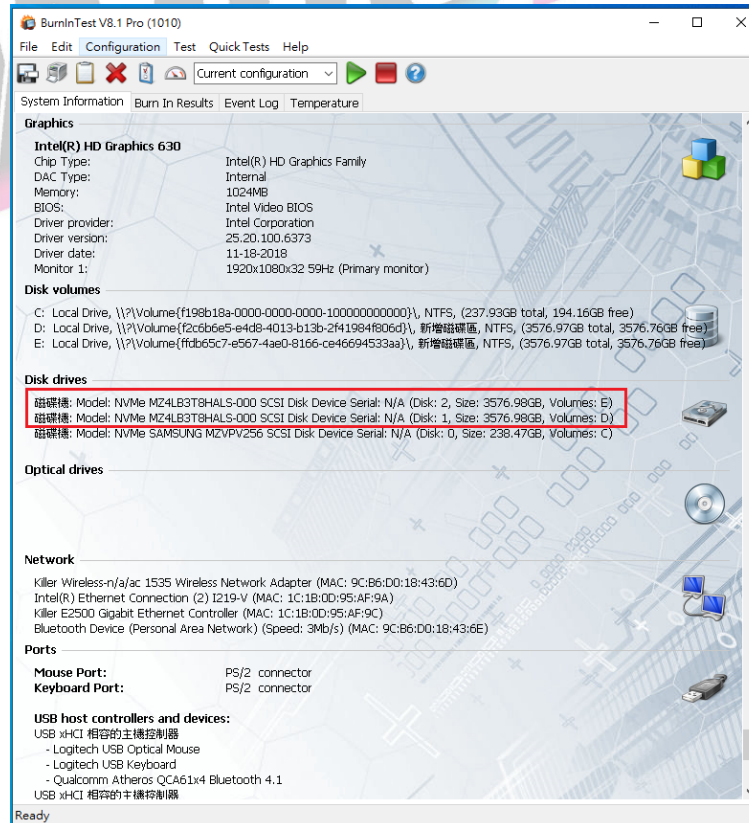 BurnInTest V8.1 Pro (1010)
File Edit Configuration Test Quick Tests Help
Current configuration
System Information Burn In Results Event Log Temperature
Graphics
Intel(R) HD Graphics 630
Chip Type: Intel(R) HD Graphics Family
DAC Type: Internal
Memory: 1024MB
BIOS: Intel Video BIOS
Driver provider: Intel Corporation
Driver version: 25.20.100.6373
Driver date: 11-18-2018
Monitor 1: 1920x1080x32 59Hz (Primary monitor)
Disk volumes
C: Local Drive, \\?\Volume{f198b18a-0000-0000-0000-100000000000}\, NTFS, (237.93GB total, 194.16GB free)
D: Local Drive, \\?\Volume{f2c6b6e5-e4d8-4013-b13b-2f41984f806d}\, 新增磁碟區, NTFS, (3576.97GB total, 3576.76GB free)
E: Local Drive, \\?\Volume{ffdb65c7-e567-4ae0-8166-ce46694533aa}\, 新增磁碟區, NTFS, (3576.97GB total, 3576.76GB free)
Disk drives
磁碟機: Model: NVMe MZ4LB3T8HALS-000 SCSI Disk Device Serial: N/A (Disk: 2, Size: 3576.98GB, Volumes: E)
磁碟機: Model: NVMe MZ4LB3T8HALS-000 SCSI Disk Device Serial: N/A (Disk: 1, Size: 3576.98GB, Volumes: D)
磁碟機: Model: NVMe SAMSUNG MZVPV256 SCSI Disk Device Serial: N/A (Disk: 0, Size: 238.47GB, Volumes: C)
Optical drives
Network
Killer Wireless-n/a/ac 1535 Wireless Network Adapter (MAC: 9C:B6:D0:18:43:6D)
Intel(R) Ethernet Connection (2) I219-V (MAC: 1C:1B:0D:95:AF:9A)
Killer E2500 Gigabit Ethernet Controller (MAC: 1C:1B:0D:95:AF:9C)
Bluetooth Device (Personal Area Network) (Speed: 3Mb/s) (MAC: 9C:B6:D0:18:43:6E)
Ports
Mouse Port: PS/2 connector
Keyboard Port: PS/2 connector
USB host controllers and devices:
USB xHCI 相容的主機控制器
- Logitech USB Optical Mouse
- Logitech USB Keyboard
- Qualcomm Atheros QCA61x4 Bluetooth 4.1
USB xHCI 相容的主機控制器
Ready